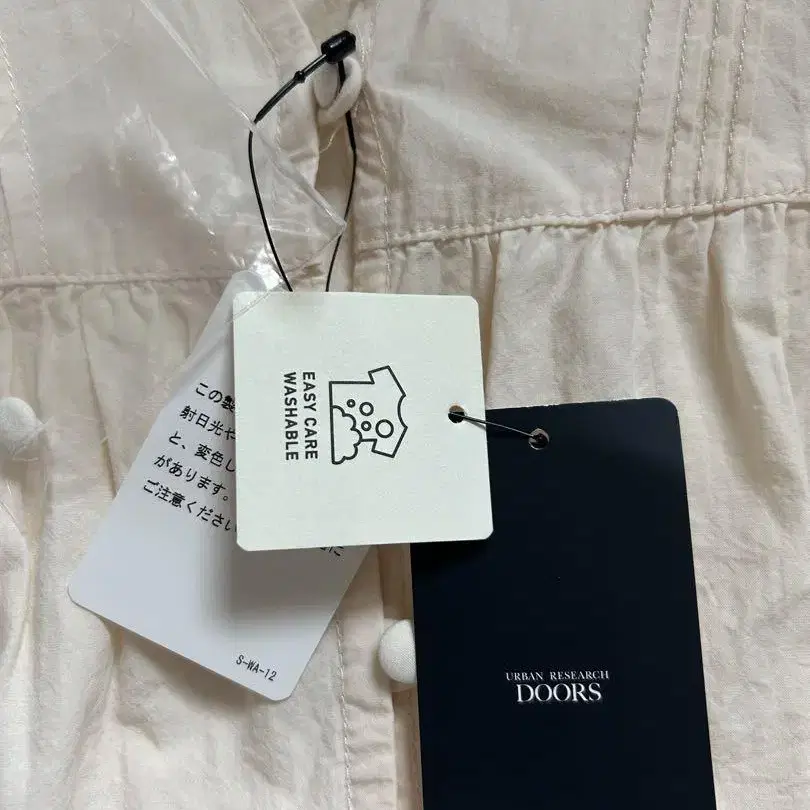 この製
射日光や
と、変色し
があります。
ご注意ください
S-WA-12
EASY CARE
WASHABLE
URBAN RESEARCH
DOORS